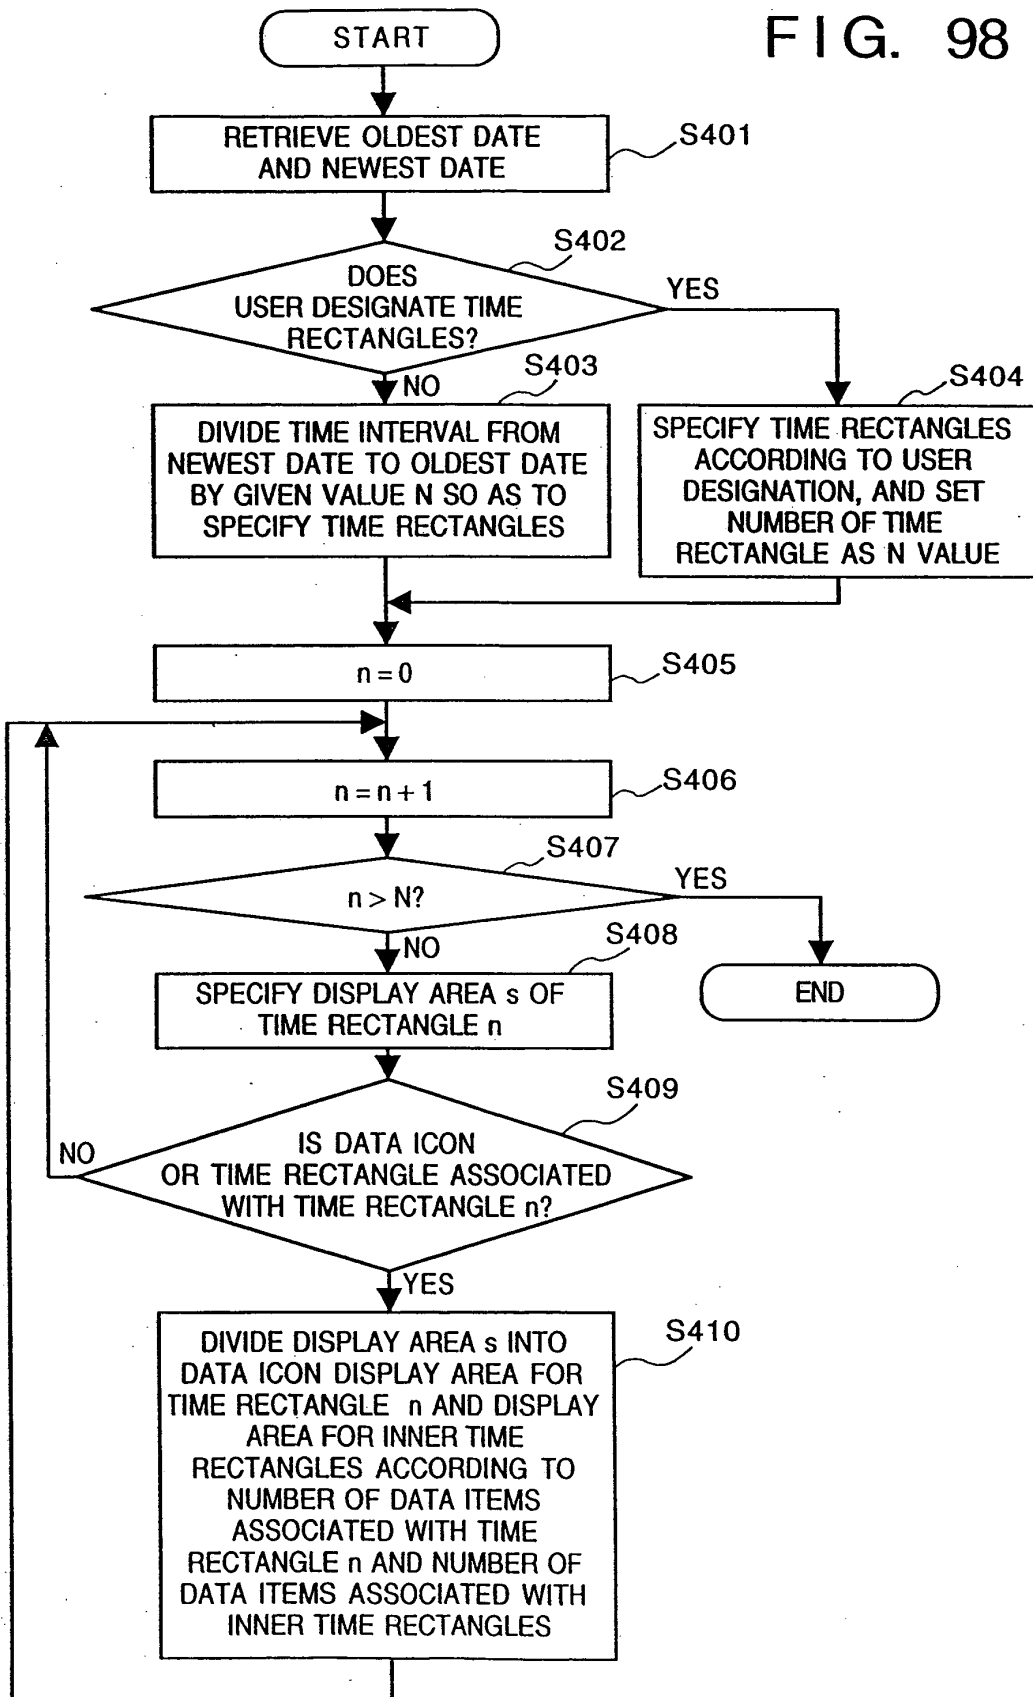 FIG. 98
START
RETRIEVE OLDEST DATE
AND NEWEST DATE
S401
S402
DOES
USER DESIGNATE TIME
RECTANGLES?
YES
NO
S403
DIVIDE TIME INTERVAL FROM
NEWEST DATE TO OLDEST DATE
BY GIVEN VALUE N SO AS TO
SPECIFY TIME RECTANGLES
S404
SPECIFY TIME RECTANGLES
ACCORDING TO USER
DESIGNATION, AND SET
NUMBER OF TIME
RECTANGLE AS N VALUE
n=0
S405
n=n+1
S406
S407
n > N?
YES
NO
END
S408
SPECIFY DISPLAY AREA s OF
TIME RECTANGLE n
S409
IS DATA ICON
OR TIME RECTANGLE ASSOCIATED
WITH TIME RECTANGLE n?
NO
YES
S410
DIVIDE DISPLAY AREA s INTO
DATA ICON DISPLAY AREA FOR
TIME RECTANGLE n AND DISPLAY
AREA FOR INNER TIME
RECTANGLES ACCORDING TO
NUMBER OF DATA ITEMS
ASSOCIATED WITH TIME
RECTANGLE n AND NUMBER OF
DATA ITEMS ASSOCIATED WITH
INNER TIME RECTANGLES